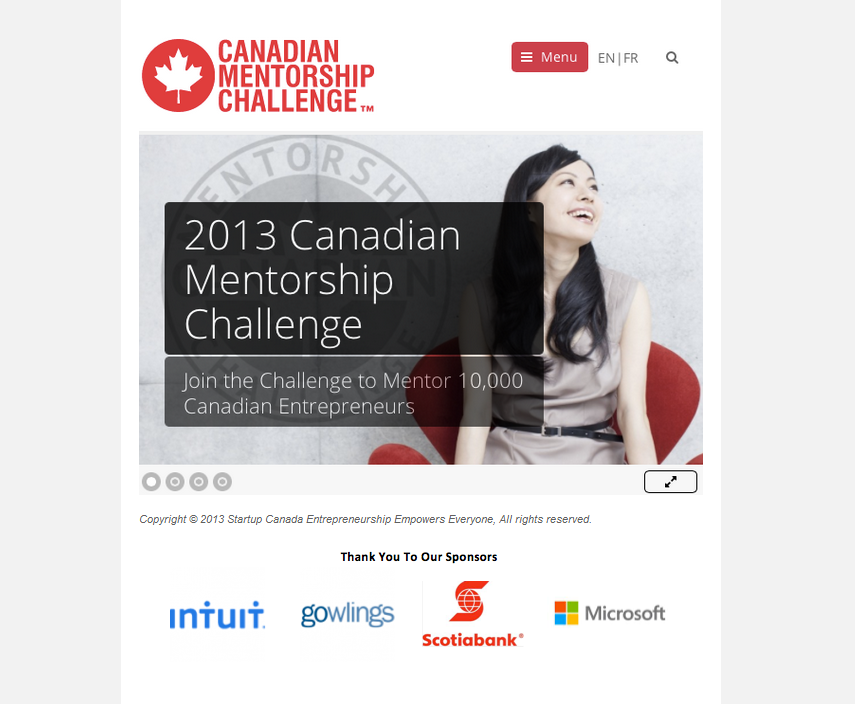 CANADIAN
MENTORSHIP
CHALLENGE™
Menu
EN|FR
MENTORSHIP
2013 Canadian
Mentorship
Challenge
Join the Challenge to Mentor 10,000
Canadian Entrepreneurs
Copyright © 2013 Startup Canada Entrepreneurship Empowers Everyone, All rights reserved.
Thank You To Our Sponsors
intuit.
gowlings
Scotiabank®
Microsoft